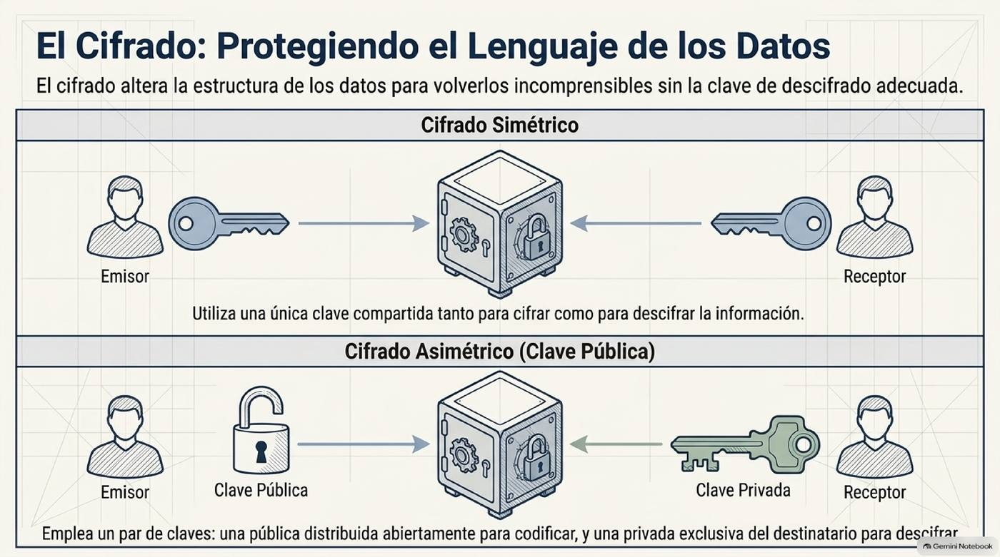 El Cifrado: Protegiendo el Lenguaje de los Datos
El cifrado altera la estructura de los datos para volverlos incomprensibles sin la clave de descifrado adecuada.
Cifrado Simétrico
Emisor
Receptor
Utiliza una única clave compartida tanto para cifrar como para descifrar la información.
Cifrado Asimétrico (Clave Pública)
Emisor
Clave Pública
Clave Privada
Receptor
Emplea un par de claves: una pública distribuida abiertamente para codificar, y una privada exclusiva del destinatario para descifrar.
Gemini Notebook